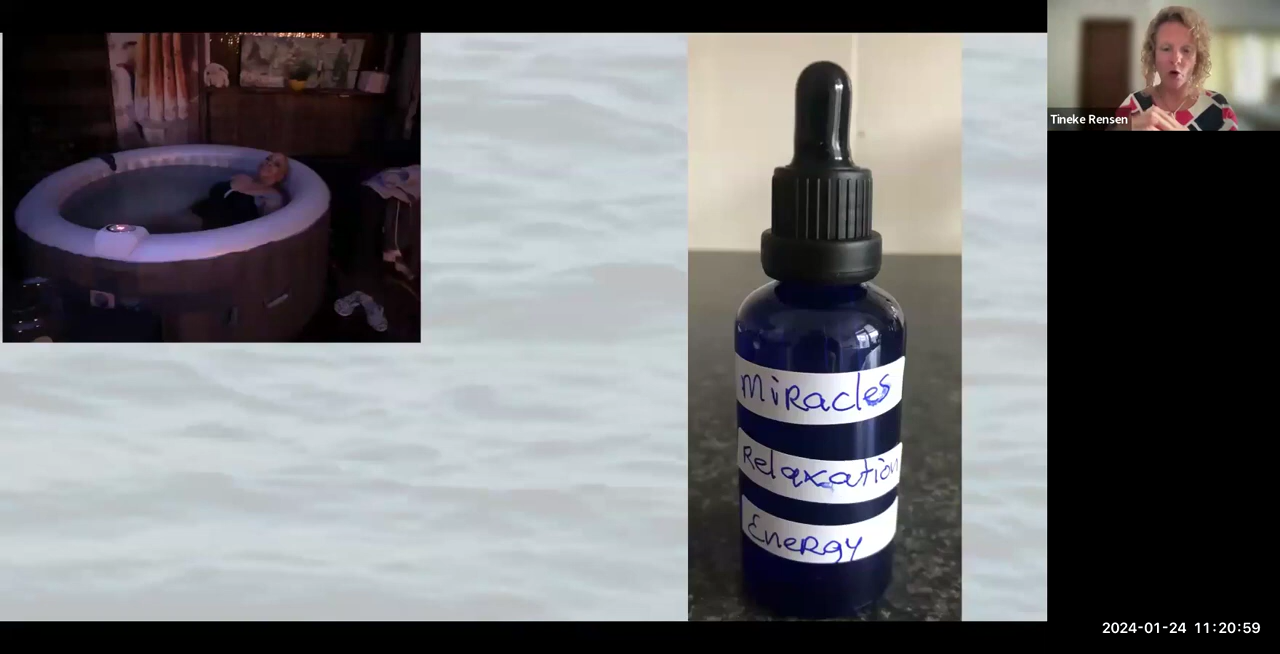 Tineke Rensen
MiRacles
Relaxation
EneRgy
2024-01-24 11:20:59